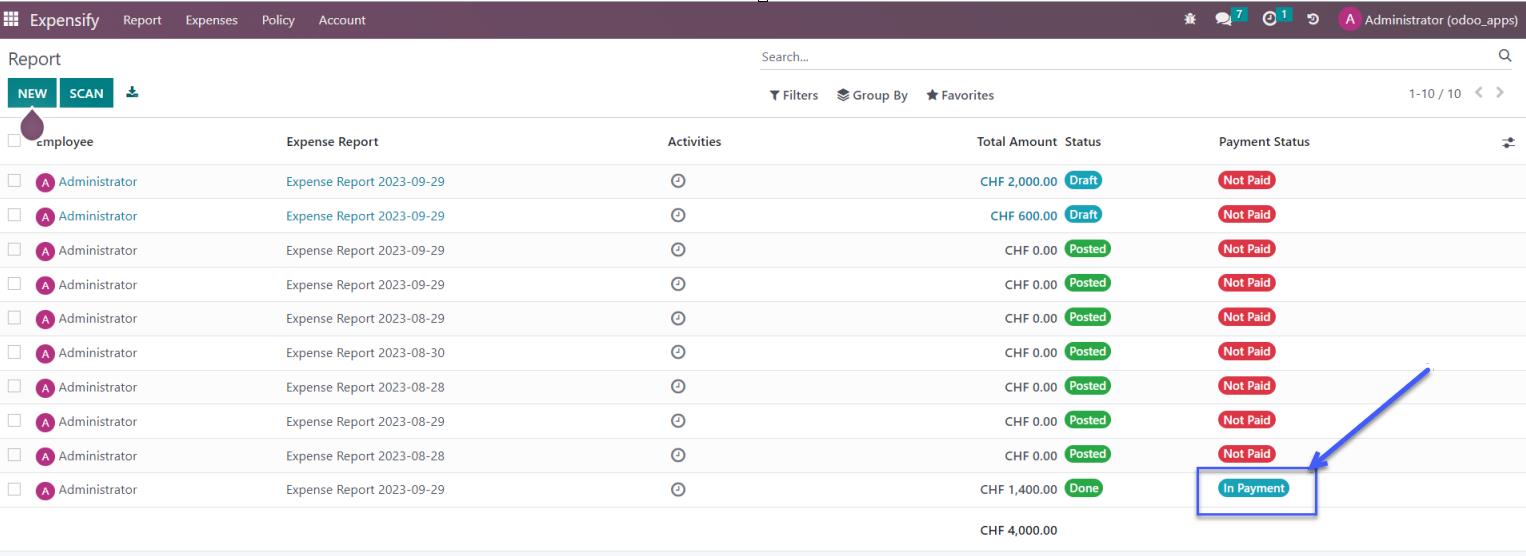 Expensify Report Expenses Policy Account 7 1 A Administrator (odoo_apps)
Report Search...
NEW SCAN Filters Group By Favorites 1-10 / 10
Employee Expense Report Activities Total Amount Status Payment Status
A Administrator Expense Report 2023-09-29 CHF 2,000.00 Draft Not Paid
A Administrator Expense Report 2023-09-29 CHF 600.00 Draft Not Paid
A Administrator Expense Report 2023-09-29 CHF 0.00 Posted Not Paid
A Administrator Expense Report 2023-09-29 CHF 0.00 Posted Not Paid
A Administrator Expense Report 2023-08-29 CHF 0.00 Posted Not Paid
A Administrator Expense Report 2023-08-30 CHF 0.00 Posted Not Paid
A Administrator Expense Report 2023-08-28 CHF 0.00 Posted Not Paid
A Administrator Expense Report 2023-08-29 CHF 0.00 Posted Not Paid
A Administrator Expense Report 2023-08-28 CHF 0.00 Posted Not Paid
A Administrator Expense Report 2023-09-29 CHF 1,400.00 Done In Payment
CHF 4,000.00